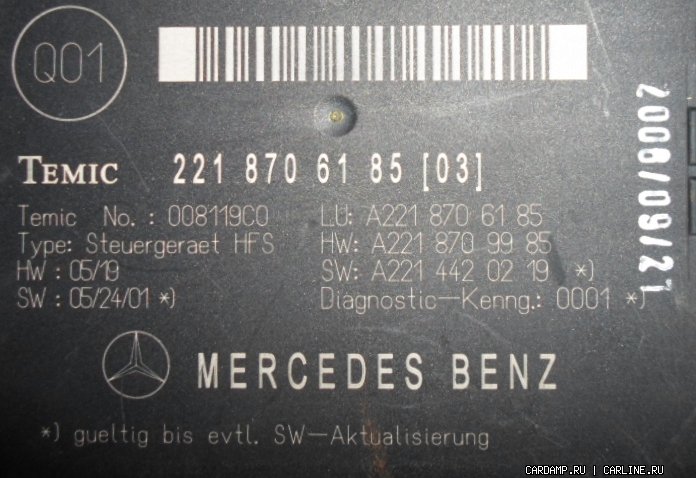 Q01
TEMIC 221 870 61 85 [03]
Temic No.: 008119C0 LU: A221 870 61 85
Type: Steuergeraet HFS HW: A221 870 99 85
HW : 05/19 SW: A221 442 02 19 *)
SW : 05/24/01 *) Diagnostic-Kenng.: 0001 *)
MERCEDES BENZ
*) gueltig bis evtl. SW-Aktualisierung
2006/09/21
CARDAMP.RU | CARLINE.RU